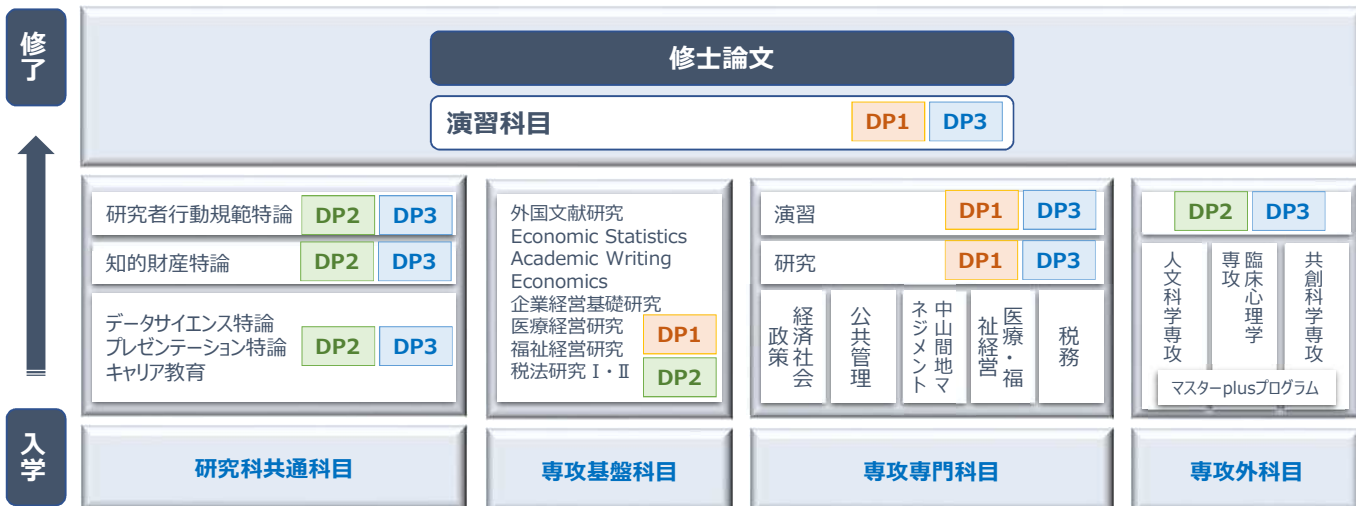 修了
修士論文
演習科目
DP1
DP3
研究者行動規範特論
DP2
DP3
知的財産特論
DP2
DP3
データサイエンス特論
プレゼンテーション特論
キャリア教育
DP2
DP3
外国文献研究
Economic Statistics
Academic Writing
Economics
企業経営基礎研究
医療経営研究
福祉経営研究
税法研究Ⅰ・Ⅱ
DP1
DP2
演習
DP1
DP3
研究
DP1
DP3
経済社会
政策
公共管理
中山間地マ
ネジメント
医療・福
祉経営
税務
DP2
DP3
人文科学専攻
臨床心理学
専攻
共創科学専攻
マスターplusプログラム
入学
研究科共通科目
専攻基盤科目
専攻専門科目
専攻外科目